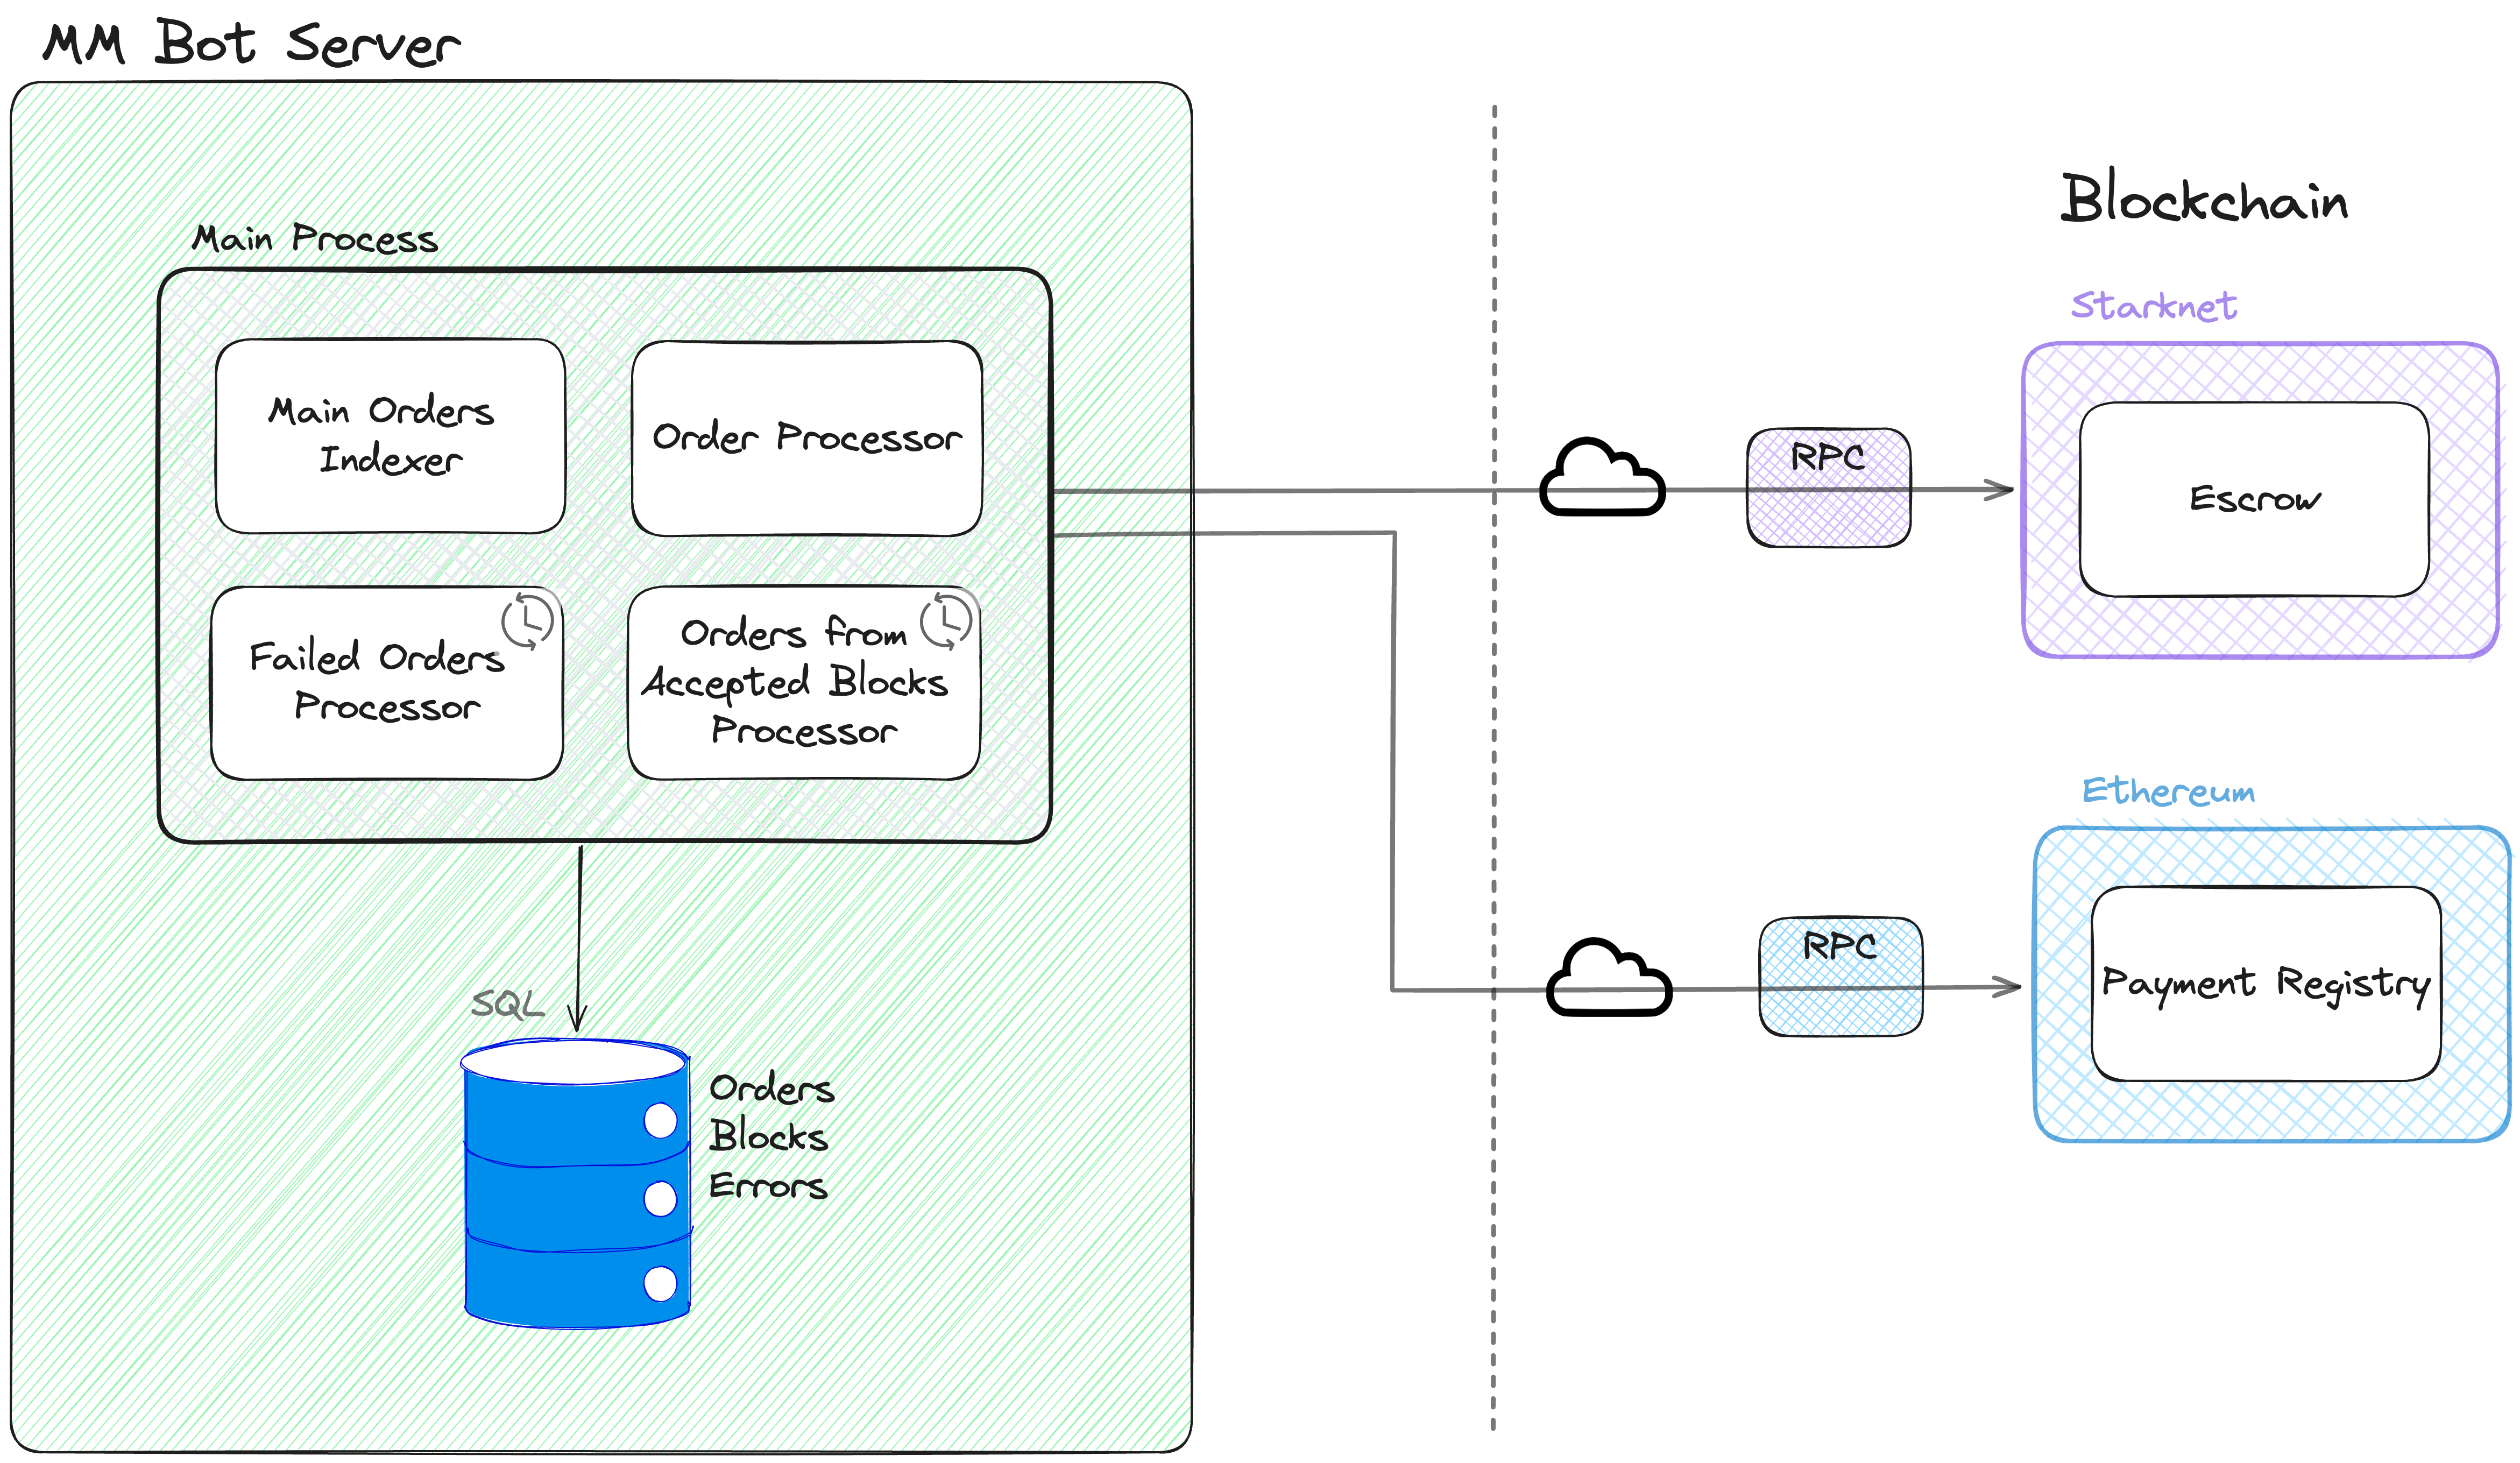 MM Bot Server
Main Process
Main Orders
Indexer
Order Processor
Failed Orders
Processor
Orders from
Accepted Blocks
Processor
SQL
Orders
Blocks
Errors
Blockchain
Starknet
RPC
Escrow
Ethereum
RPC
Payment Registry